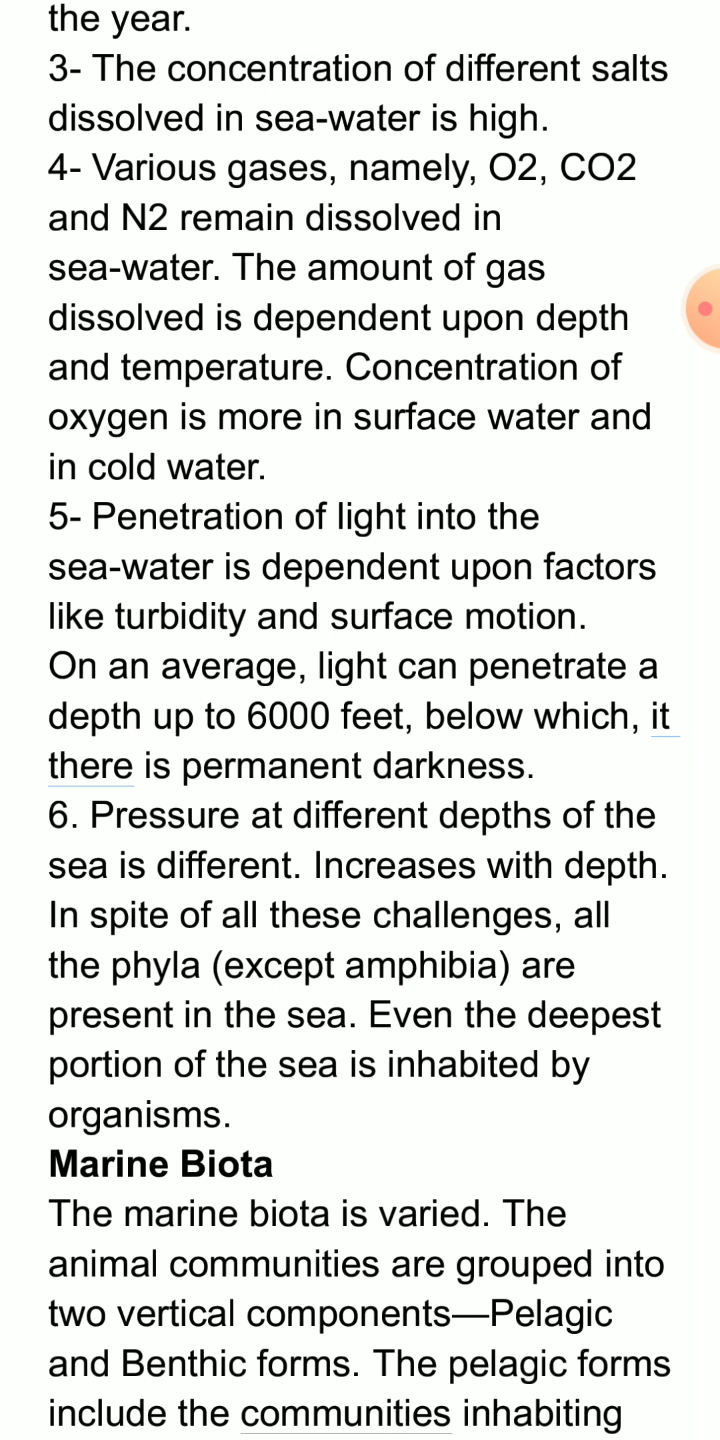 the year.
3- The concentration of different salts
dissolved in sea-water is high.
4- Various gases, namely, O2, CO2
and N2 remain dissolved in
sea-water. The amount of gas
dissolved is dependent upon depth
and temperature. Concentration of
oxygen is more in surface water and
in cold water.
5- Penetration of light into the
sea-water is dependent upon factors
like turbidity and surface motion.
On an average, light can penetrate a
depth up to 6000 feet, below which, it
there is permanent darkness.
6. Pressure at different depths of the
sea is different. Increases with depth.
In spite of all these challenges, all
the phyla (except amphibia) are
present in the sea. Even the deepest
portion of the sea is inhabited by
organisms.
Marine Biota
The marine biota is varied. The
animal communities are grouped into
two vertical components—Pelagic
and Benthic forms. The pelagic forms
include the communities inhabiting